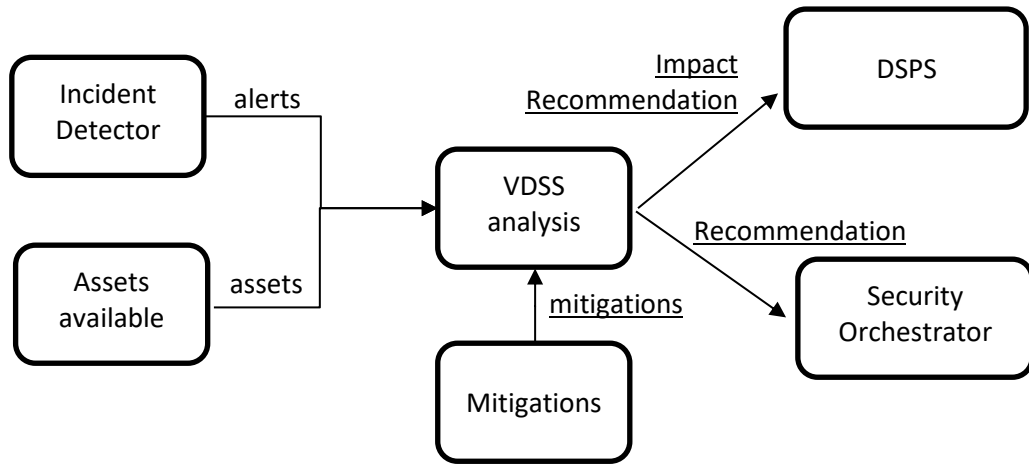 Incident
Detector
alerts
Assets
available
assets
VDSS
analysis
mitigations
Mitigations
Impact
Recommendation
DSPS
Recommendation
Security
Orchestrator